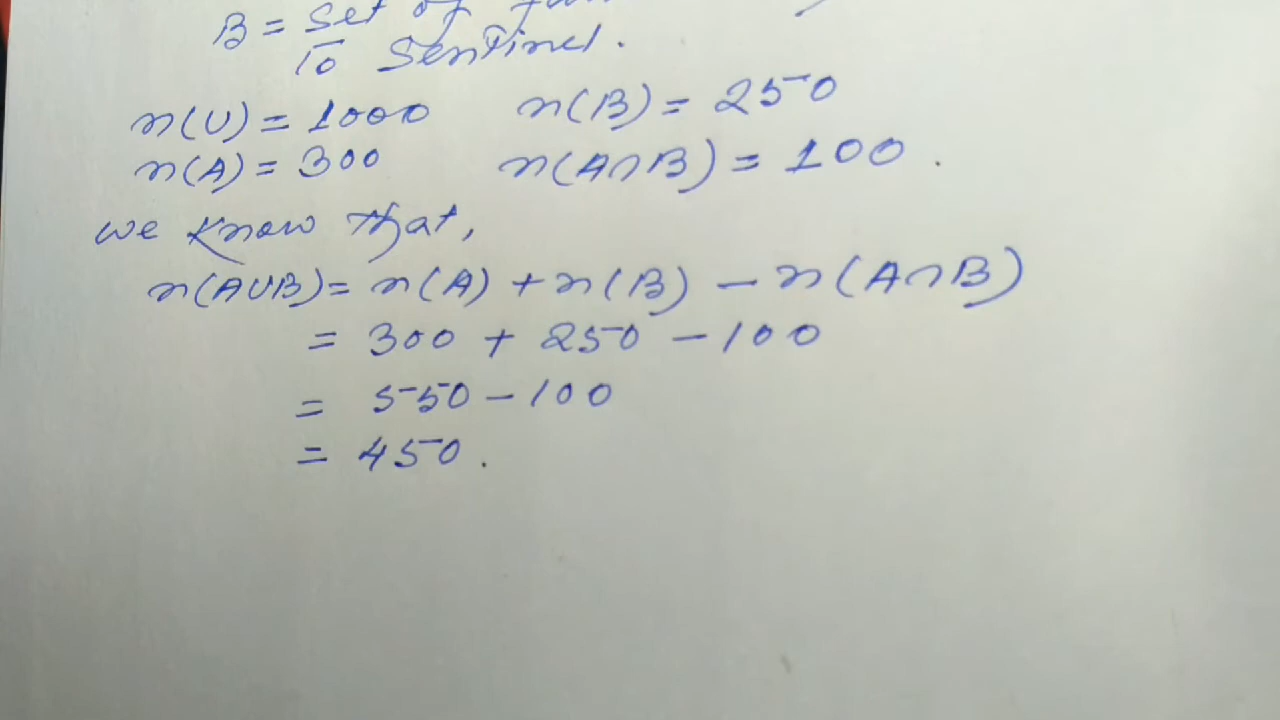 B = Set of
to Sentinel.
n(U) = 1000 n(B) = 250
n(A) = 300 n(A∩B) = 100.
We know that,
n(A∪B) = n(A) + n(B) - n(A∩B)
= 300 + 250 - 100
= 550 - 100
= 450.